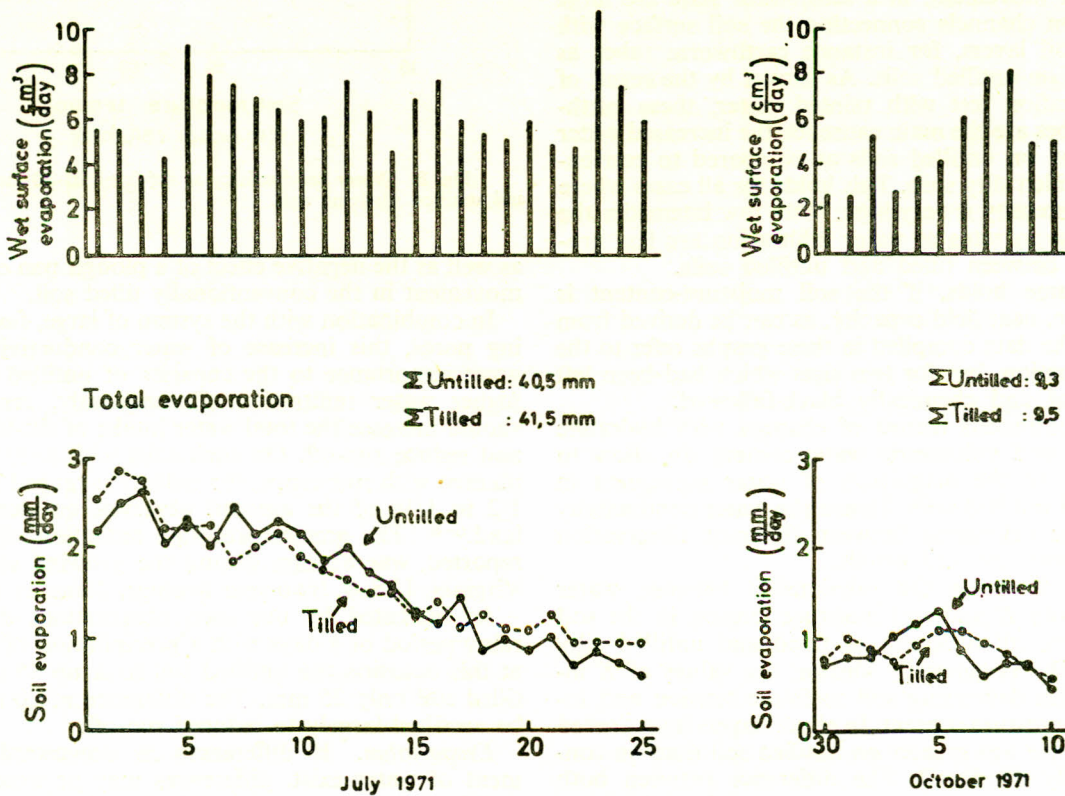 Wet surface evaporation (cm³/day)
10
8
6
4
2
0
Wet surface evaporation (cm³/day)
10
8
6
4
2
0
Total evaporation
Σ Untilled: 40,5 mm
Σ Tilled : 41,5 mm
Σ Untilled: 9,3
Σ Tilled : 9,5
Soil evaporation (mm/day)
3
2
1
0
Untilled
Tilled
5
10
15
20
25
July 1971
Soil evaporation (mm/day)
3
2
1
0
Untilled
Tilled
30
5
10
October 1971